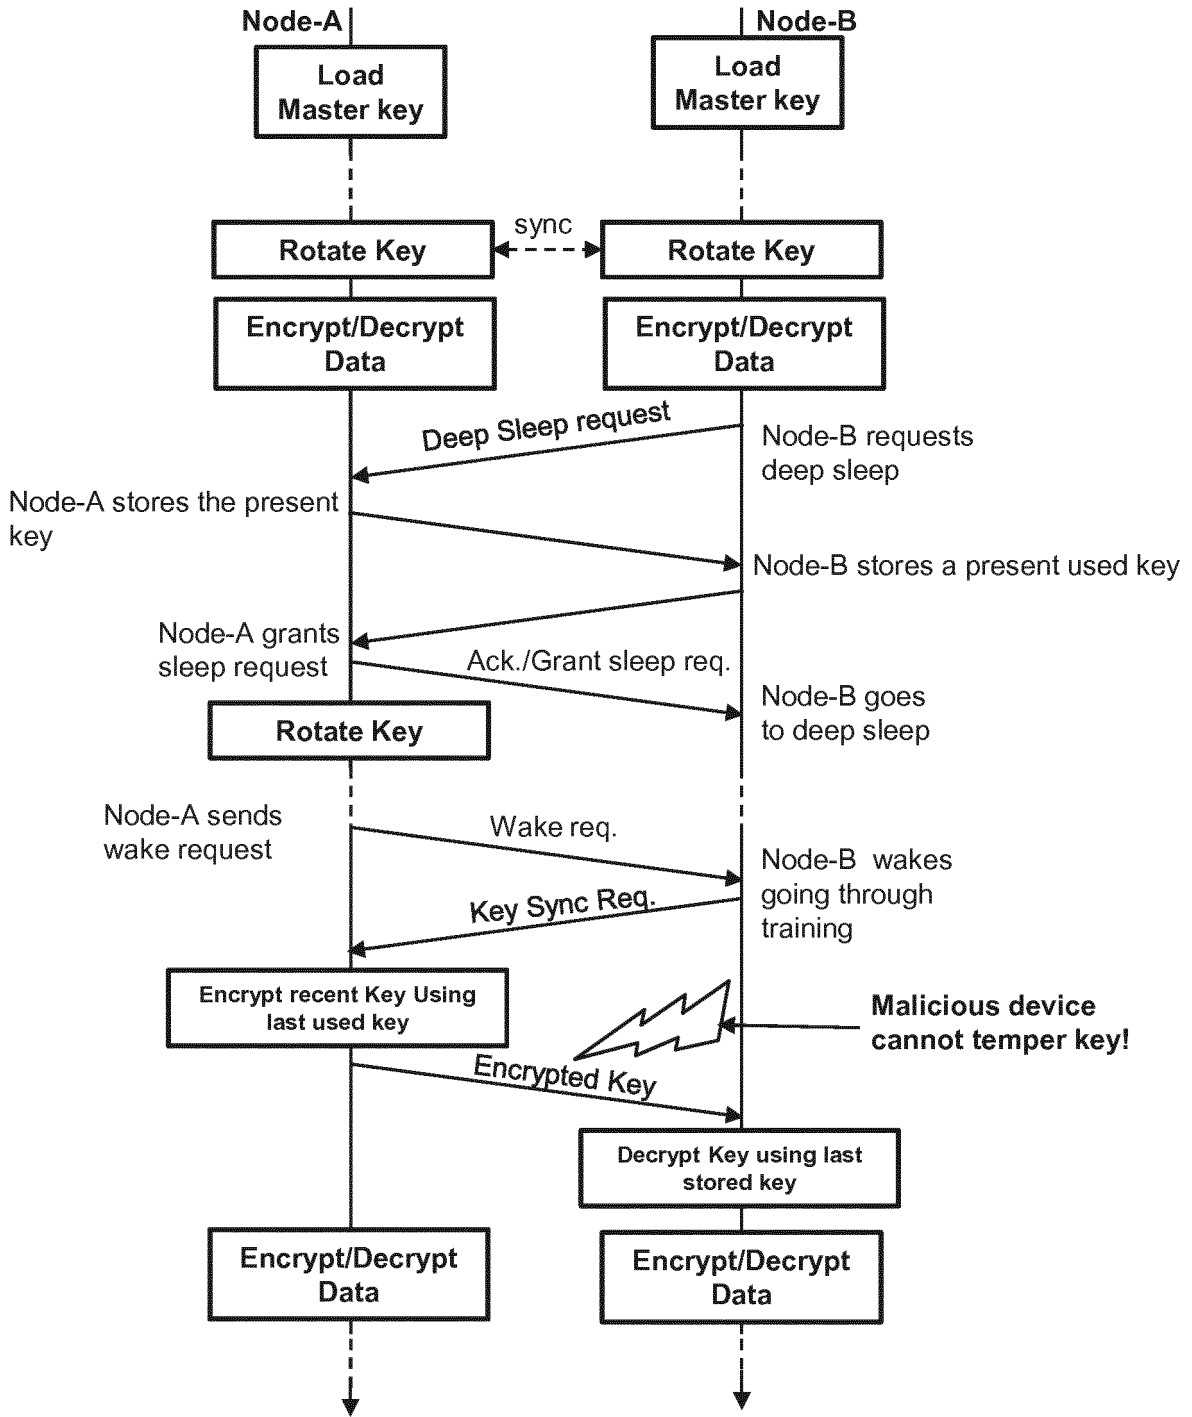 Node-A
Node-B
Load
Master key
Load
Master key
sync
Rotate Key
Rotate Key
Encrypt/Decrypt
Data
Encrypt/Decrypt
Data
Deep Sleep request
Node-B requests
deep sleep
Node-A stores the present
key
Node-B stores a present used key
Node-A grants
sleep request
Ack./Grant sleep req.
Node-B goes
to deep sleep
Rotate Key
Node-A sends
wake request
Wake req.
Node-B wakes
going through
training
Key Sync Req.
Encrypt recent Key Using
last used key
Malicious device
cannot temper key!
Encrypted Key
Decrypt Key using last
stored key
Encrypt/Decrypt
Data
Encrypt/Decrypt
Data